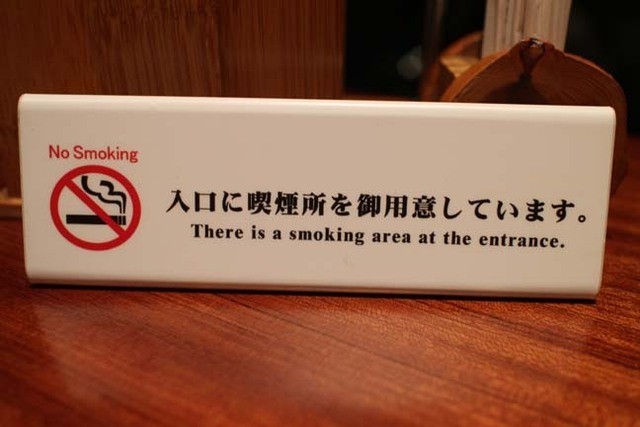 No Smoking
入口に喫煙所を御用意しています。
There is a smoking area at the entrance.